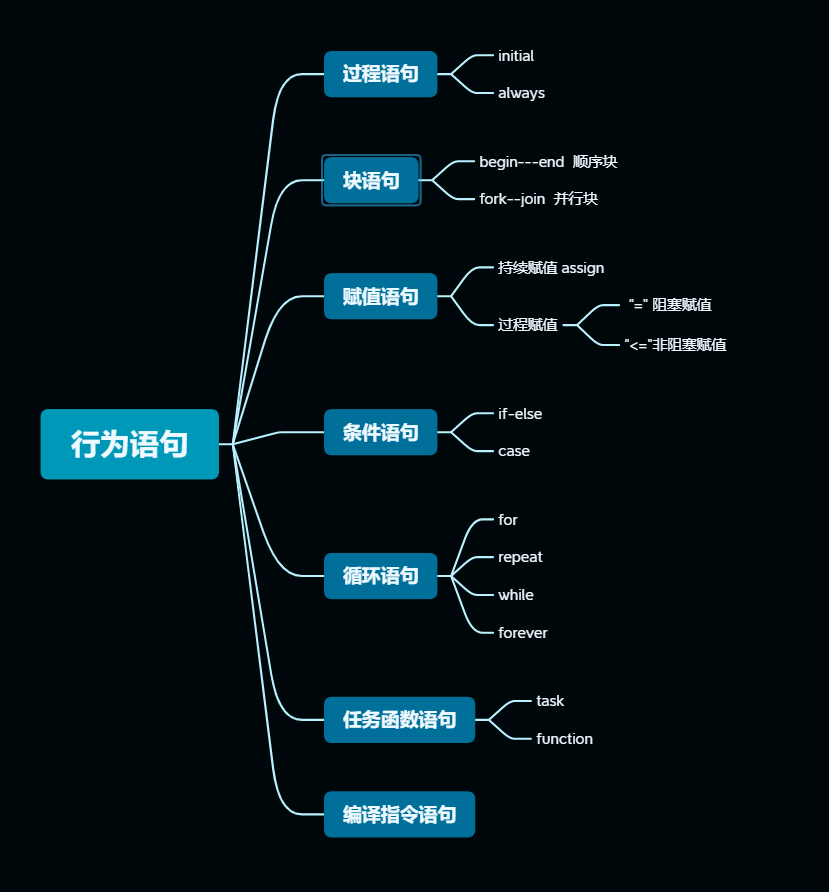 行为语句
过程语句
initial
always
块语句
begin---end 顺序块
fork--join 并行块
赋值语句
持续赋值 assign
过程赋值
"=" 阻塞赋值
"<="非阻塞赋值
条件语句
if-else
case
循环语句
for
repeat
while
forever
任务函数语句
task
function
编译指令语句